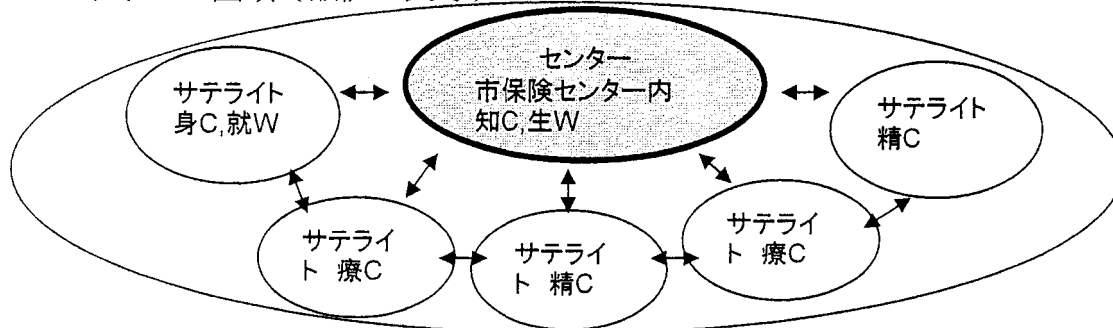 センター
市保険センター内
知C,生W
サテライト
身C,就W
サテライト
精C
サテライ
ト 療C
サテライ
ト 精C
サテライ
ト 療C